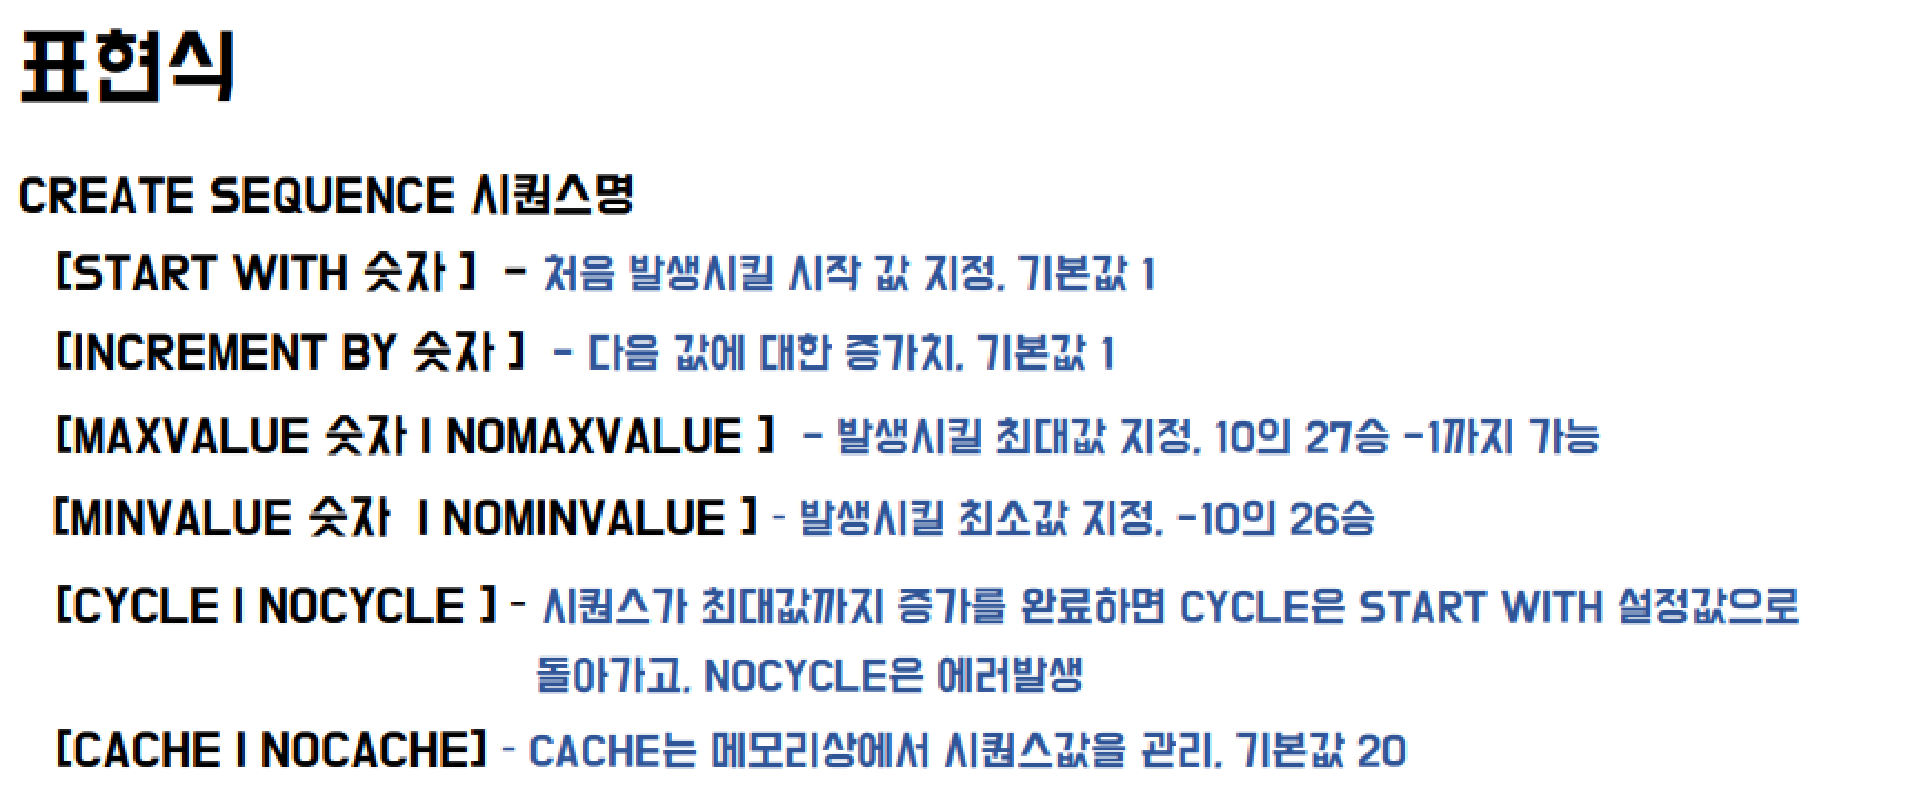 표현식
CREATE SEQUENCE 시퀀스명
[START WITH 숫자 ] - 처음 발생시킬 시작 값 지정, 기본값 1
[INCREMENT BY 숫자 ] - 다음 값에 대한 증가치, 기본값 1
[MAXVALUE 숫자 | NOMAXVALUE ] - 발생시킬 최대값 지정, 10의 27승 -1까지 가능
[MINVALUE 숫자 | NOMINVALUE ] - 발생시킬 최소값 지정, -10의 26승
[CYCLE | NOCYCLE ] - 시퀀스가 최대값까지 증가를 완료하면 CYCLE은 START WITH 설정값으로
돌아가고, NOCYCLE은 에러발생
[CACHE | NOCACHE] - CACHE는 메모리상에서 시퀀스값을 관리, 기본값 20